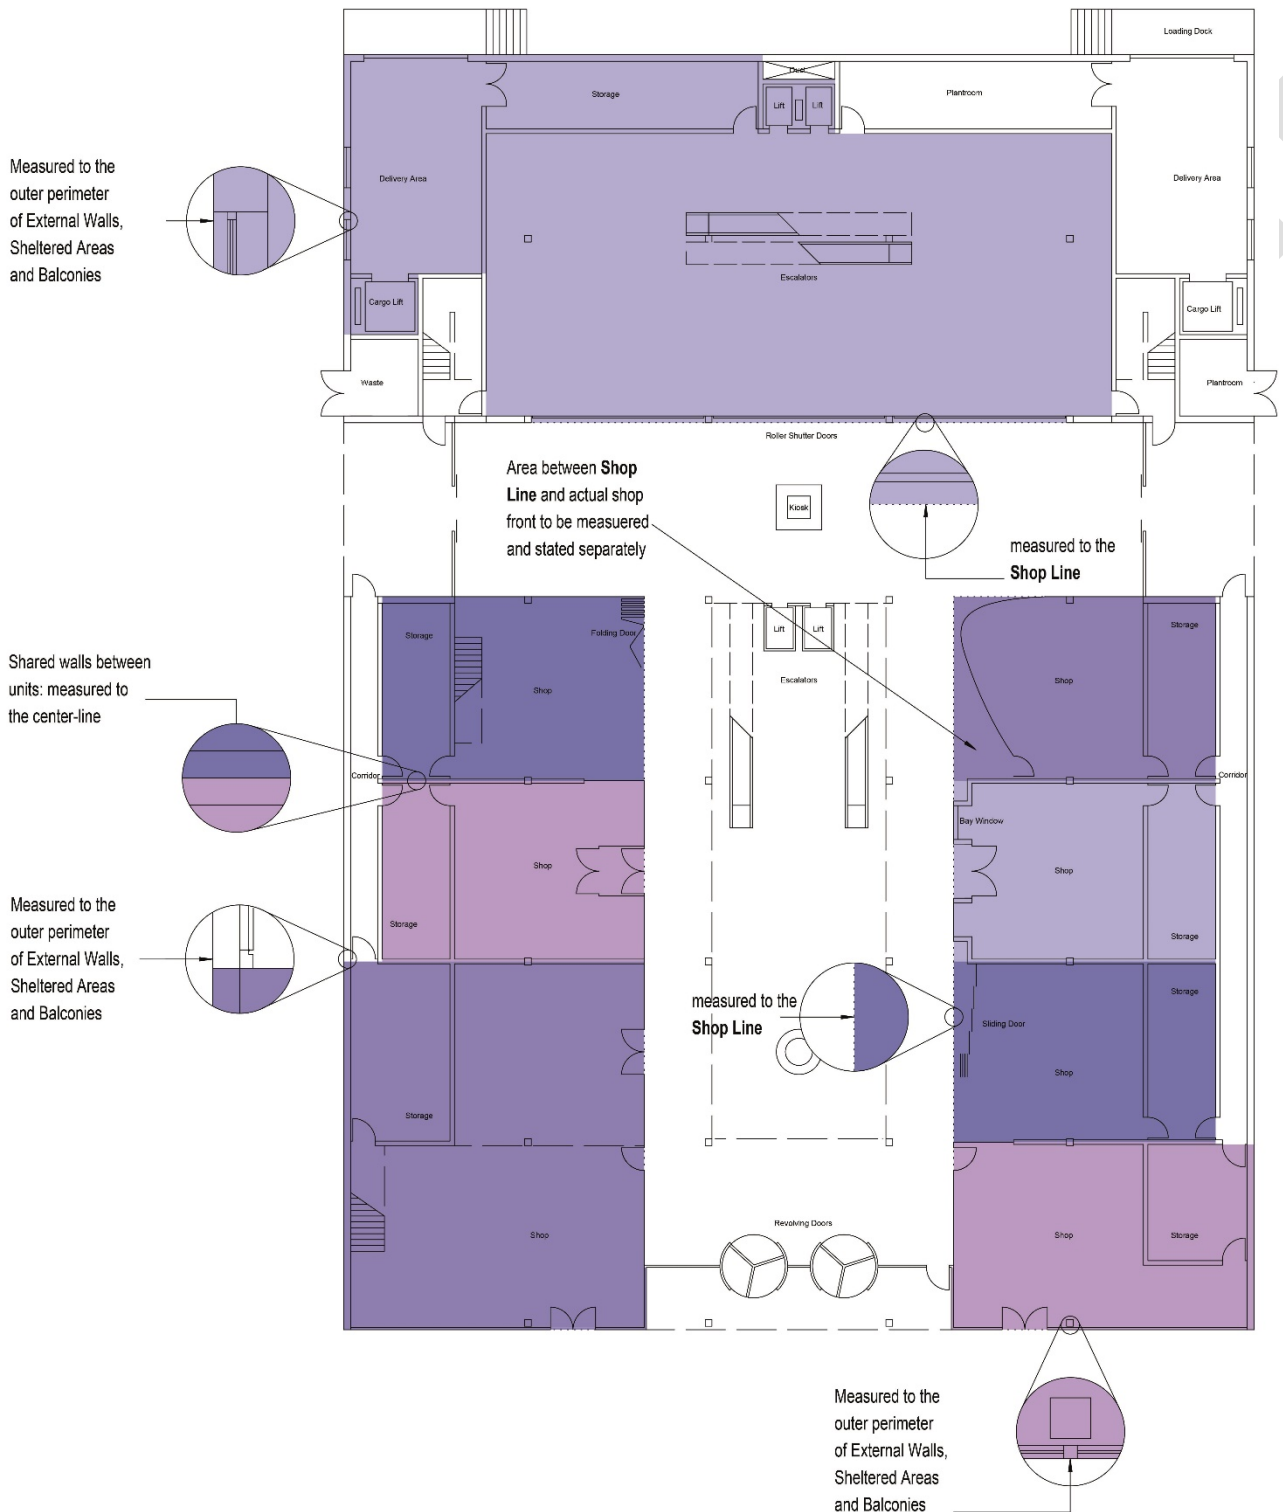 Loading Dock
Duct
Storage
Lift
Lift
Plantroom
Measured to the
outer perimeter
of External Walls,
Sheltered Areas
and Balconies
Delivery Area
Delivery Area
Escalators
Cargo Lift
Cargo Lift
Waste
Plantroom
Roller Shutter Doors
Area between Shop
Line and actual shop
front to be measuered
and stated separately
Kiosk
measured to the
Shop Line
Storage
Folding Door
Lift
Lift
Storage
Shared walls between
units: measured to
the center-line
Shop
Escalators
Shop
Corridor
Corridor
Bay Window
Shop
Shop
Measured to the
outer perimeter
of External Walls,
Sheltered Areas
and Balconies
Storage
Storage
measured to the
Shop Line
Storage
Sliding Door
Shop
Storage
Revolving Doors
Shop
Shop
Storage
Measured to the
outer perimeter
of External Walls,
Sheltered Areas
and Balconies